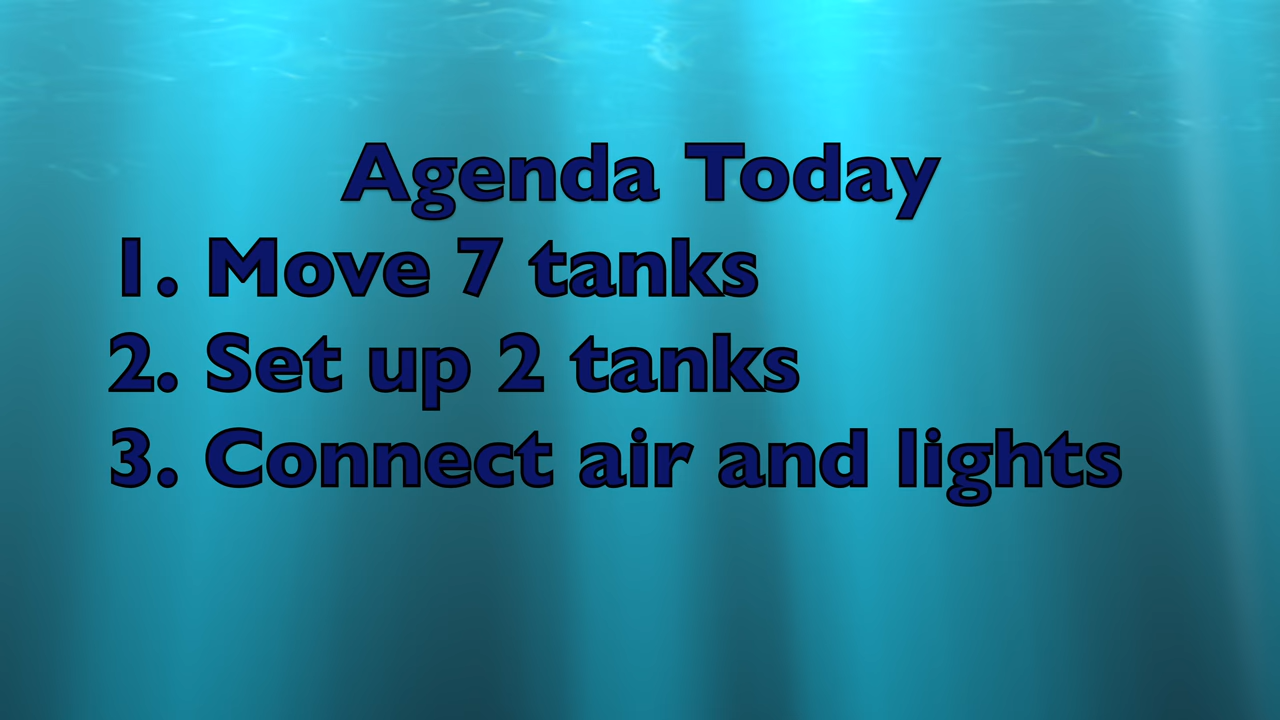 Agenda Today
1. Move 7 tanks
2. Set up 2 tanks
3. Connect air and lights